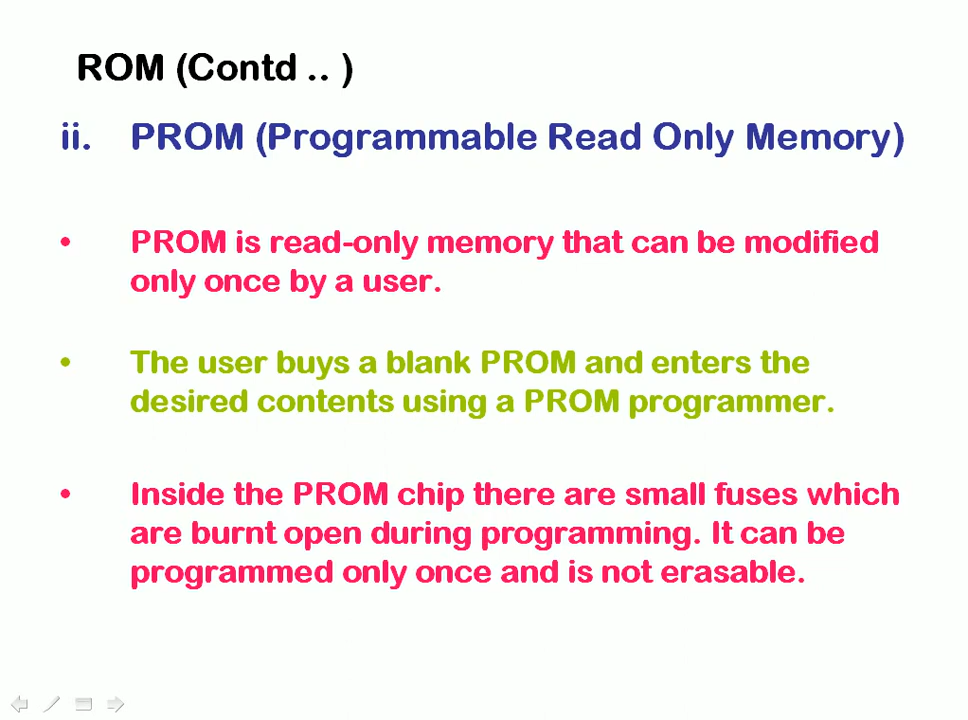 ROM (Contd .. )
ii. PROM (Programmable Read Only Memory)
• PROM is read-only memory that can be modified
only once by a user.
• The user buys a blank PROM and enters the
desired contents using a PROM programmer.
• Inside the PROM chip there are small fuses which
are burnt open during programming. It can be
programmed only once and is not erasable.